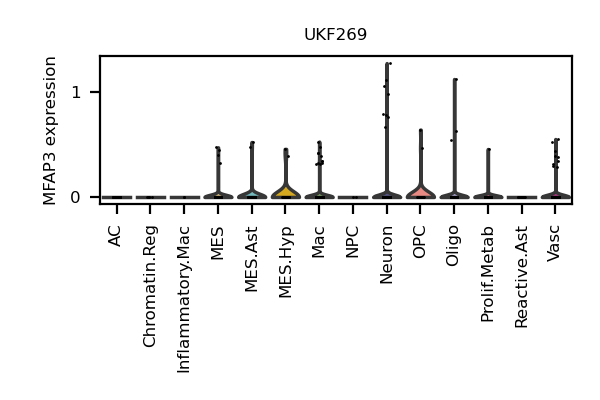 UKF269
MFAP3 expression
1
0
AC
Chromatin.Reg
Inflammatory.Mac
MES
MES.Ast
MES.Hyp
Mac
NPC
Neuron
OPC
Oligo
Prolif.Metab
Reactive.Ast
Vasc